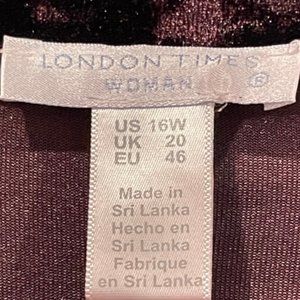 LONDON TIMES
WOMAN ®
US 16W
UK 20
EU 46
Made in
Sri Lanka
Hecho en
Sri Lanka
Fabrique
en Sri Lanka